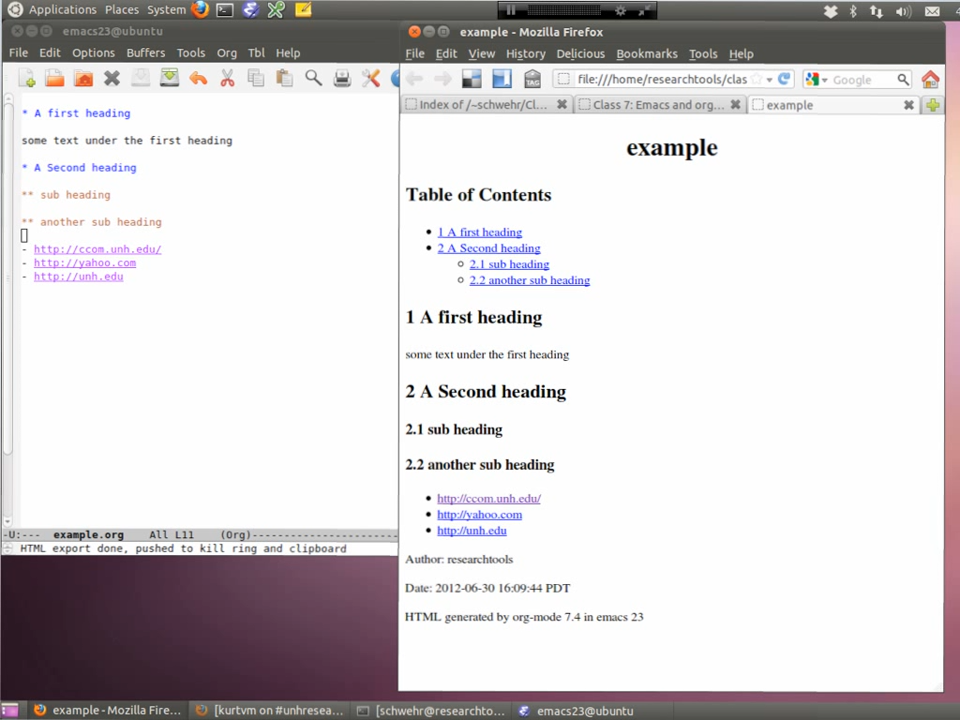 Applications Places System
emacs23@ubuntu
File Edit Options Buffers Tools Org Tbl Help
* A first heading
some text under the first heading
* A Second heading
** sub heading
** another sub heading
- http://ccom.unh.edu/
- http://yahoo.com
- http://unh.edu
-U:--- example.org All L11 (Org)
HTML export done, pushed to kill ring and clipboard
example - Mozilla Firefox
File Edit View History Delicious Bookmarks Tools Help
TAG file:///home/researchtools/clas Google
Index of /~schwehr/Cl... Class 7: Emacs and org... example
example
Table of Contents
1 A first heading
2 A Second heading
2.1 sub heading
2.2 another sub heading
1 A first heading
some text under the first heading
2 A Second heading
2.1 sub heading
2.2 another sub heading
http://ccom.unh.edu/
http://yahoo.com
http://unh.edu
Author: researchtools
Date: 2012-06-30 16:09:44 PDT
HTML generated by org-mode 7.4 in emacs 23
example - Mozilla Fire... [kurtvm on #unhresea... [schwehr@researchto... emacs23@ubuntu